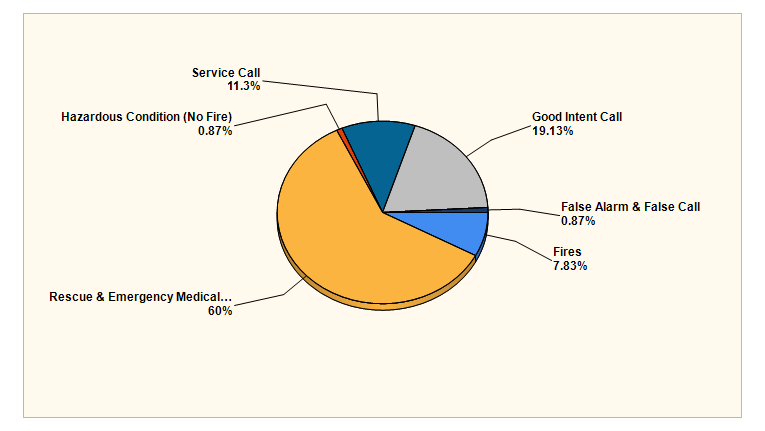 Service Call
11.3%
Hazardous Condition (No Fire)
0.87%
Good Intent Call
19.13%
False Alarm & False Call
0.87%
Fires
7.83%
Rescue & Emergency Medical...
60%